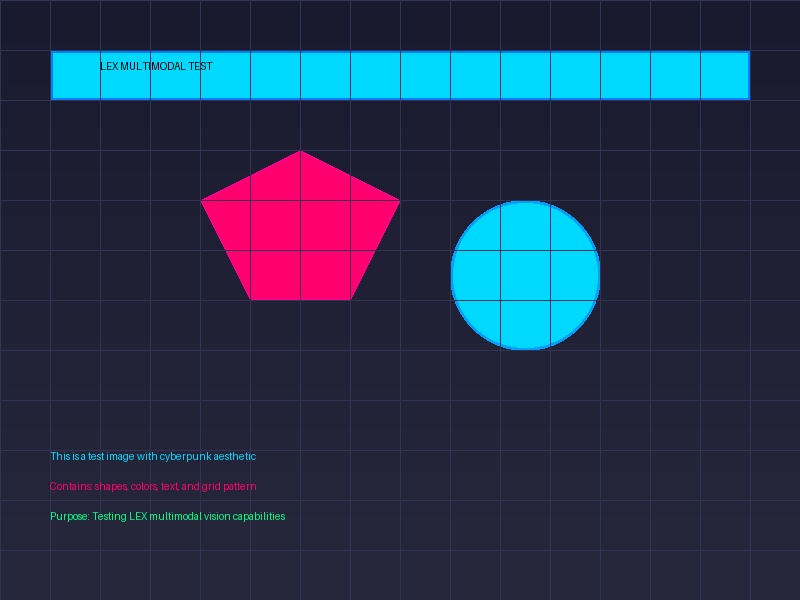 LEX MULTIMODAL TEST
This is a test image with cyberpunk aesthetic
Contains: shapes, colors, text, and grid pattern
Purpose: Testing LEX multimodal vision capabilities